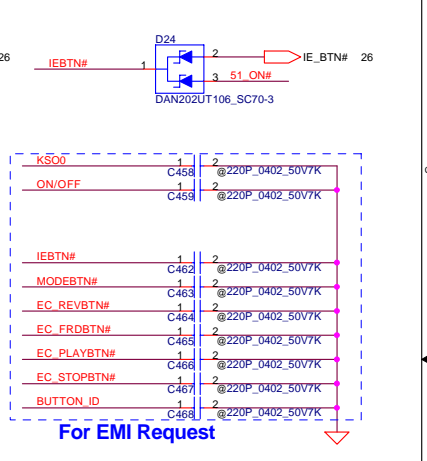 D24
26 IEBTN# 1 2 IE_BTN# 26
3 51_ON#
DAN202UT106_SC70-3
KSO0 1 2
C458 @220P_0402_50V7K
ON/OFF 1 2
C459 @220P_0402_50V7K
IEBTN# 1 2
C462 @220P_0402_50V7K
MODEBTN# 1 2
C463 @220P_0402_50V7K
EC_REVBTN# 1 2
C464 @220P_0402_50V7K
EC_FRDBTN# 1 2
C465 @220P_0402_50V7K
EC_PLAYBTN# 1 2
C466 @220P_0402_50V7K
EC_STOPBTN# 1 2
C467 @220P_0402_50V7K
BUTTON_ID 1 2
C468 @220P_0402_50V7K
For EMI Request